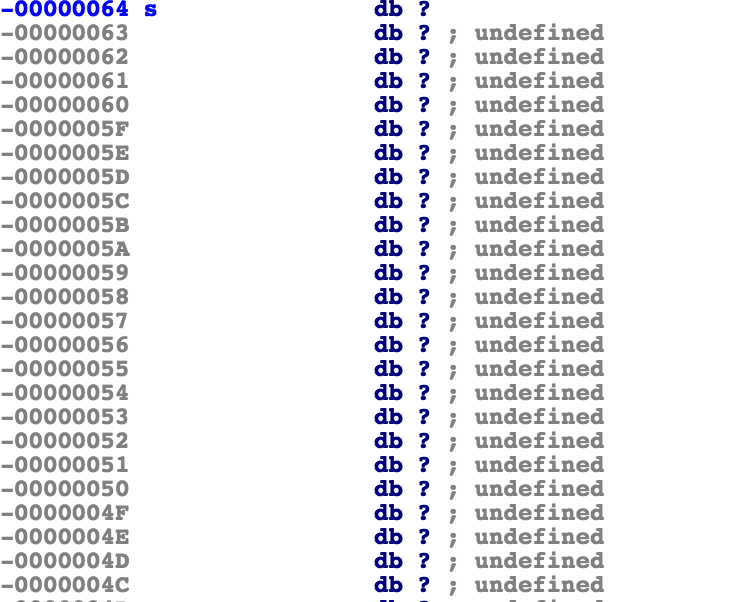 -00000064 s db ?
-00000063 db ? ; undefined
-00000062 db ? ; undefined
-00000061 db ? ; undefined
-00000060 db ? ; undefined
-0000005F db ? ; undefined
-0000005E db ? ; undefined
-0000005D db ? ; undefined
-0000005C db ? ; undefined
-0000005B db ? ; undefined
-0000005A db ? ; undefined
-00000059 db ? ; undefined
-00000058 db ? ; undefined
-00000057 db ? ; undefined
-00000056 db ? ; undefined
-00000055 db ? ; undefined
-00000054 db ? ; undefined
-00000053 db ? ; undefined
-00000052 db ? ; undefined
-00000051 db ? ; undefined
-00000050 db ? ; undefined
-0000004F db ? ; undefined
-0000004E db ? ; undefined
-0000004D db ? ; undefined
-0000004C db ? ; undefined